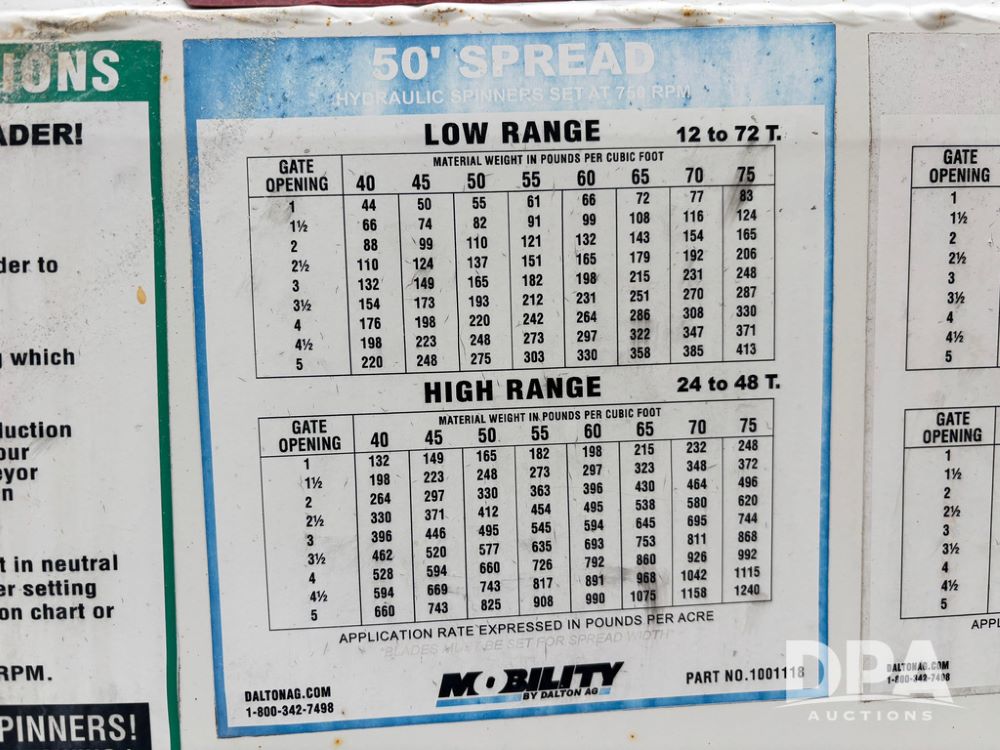 IONS
ADER!
der to
which
duction
our
eyor
n
t in neutral
er setting
on chart or
RPM.
PINNERS!
50' SPREAD
HYDRAULIC SPINNERS SET AT 750 RPM
LOW RANGE 12 to 72 T.
GATE OPENING MATERIAL WEIGHT IN POUNDS PER CUBIC FOOT
40 45 50 55 60 65 70 75
1 44 50 55 61 66 72 77 83
1½ 66 74 82 91 99 108 116 124
2 88 99 110 121 132 143 154 165
2½ 110 124 137 151 165 179 192 206
3 132 149 165 182 198 215 231 248
3½ 154 173 193 212 231 251 270 287
4 176 198 220 242 264 286 308 330
4½ 198 223 248 273 297 322 347 371
5 220 248 275 303 330 358 385 413
HIGH RANGE 24 to 48 T.
GATE OPENING MATERIAL WEIGHT IN POUNDS PER CUBIC FOOT
40 45 50 55 60 65 70 75
1 132 149 165 182 198 215 232 248
1½ 198 223 248 273 297 323 348 372
2 264 297 330 363 396 430 464 496
2½ 330 371 412 454 495 538 580 620
3 396 446 495 545 594 645 695 744
3½ 462 520 577 635 693 753 811 868
4 528 594 660 726 792 860 926 992
4½ 594 669 743 817 891 968 1042 1115
5 660 743 825 908 990 1075 1158 1240
APPLICATION RATE EXPRESSED IN POUNDS PER ACRE
*BLADES MUST BE SET FOR SPREAD WIDTH*
DALTONAG.COM
1-800-342-7498
MOBILITY
BY DALTON AG
PART NO.1001118
GATE
OPENING
1
1½
2
2½
3
3½
4
4½
5
GATE
OPENING
1
1½
2
2½
3
3½
4
4½
5
APPL
DALTONAG.COM
1-800-342-7498
DPA
AUCTIONS